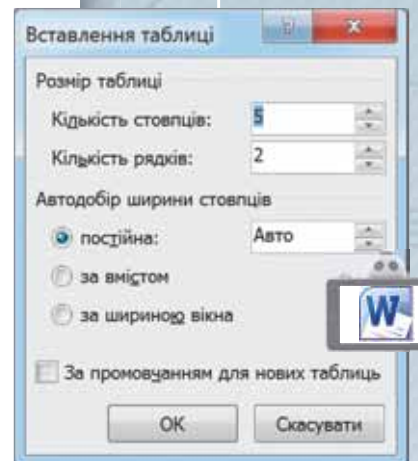 Вставлення таблиці
Розмір таблиці
Кількість стовпців: 5
Кількість рядків: 2
Автодобір ширини стовпців
постійна: Авто
за вмістом
за шириною вікна
W
За промовчанням для нових таблиць
ОК Скасувати